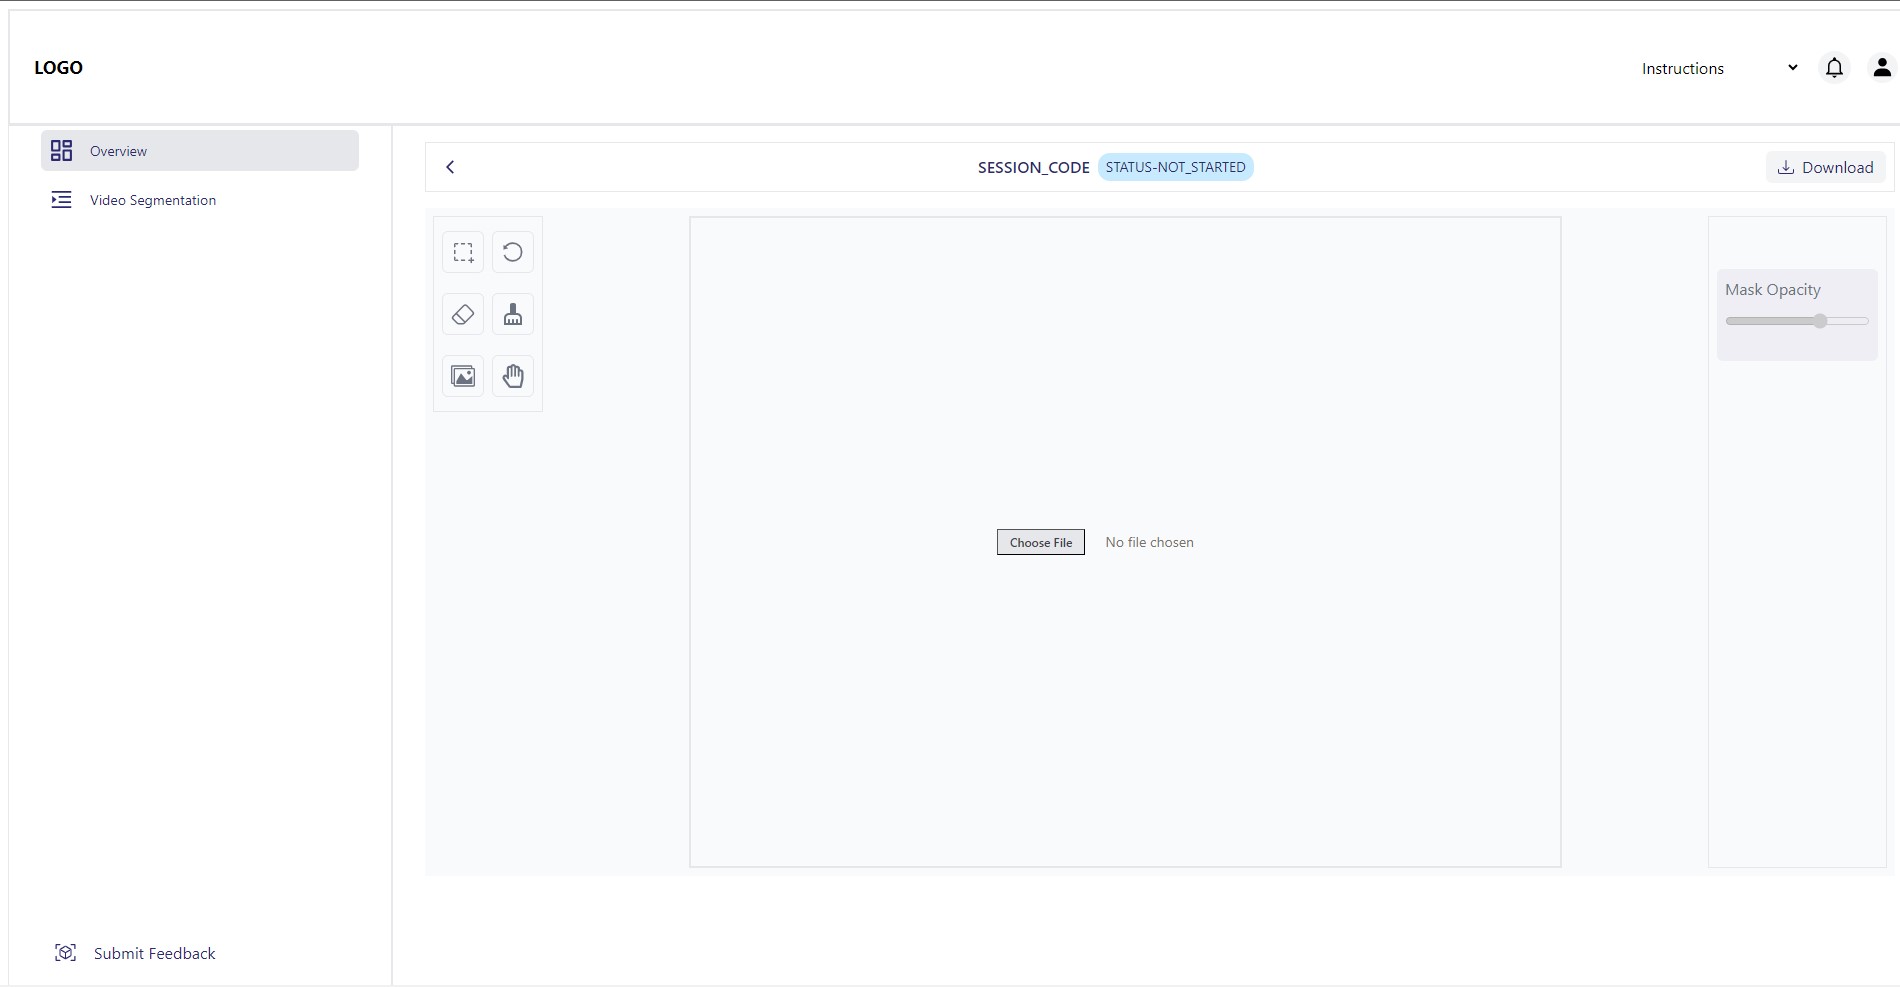 LOGO
Instructions
Overview
Video Segmentation
SESSION_CODE STATUS-NOT_STARTED
Download
Mask Opacity
Choose File No file chosen
Submit Feedback